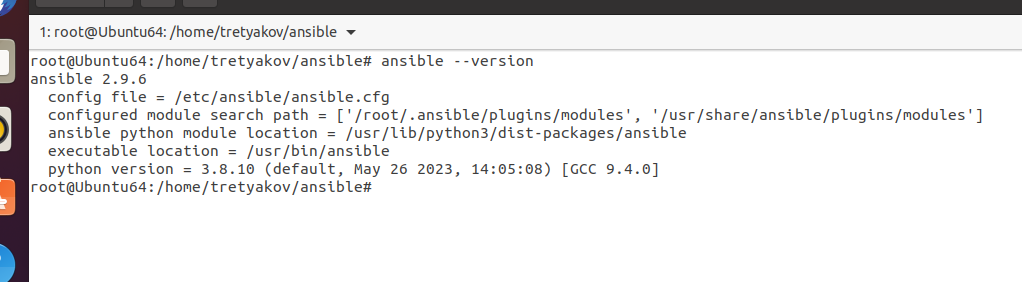 1: root@Ubuntu64: /home/tretyakov/ansible
root@Ubuntu64:/home/tretyakov/ansible# ansible --version
ansible 2.9.6
  config file = /etc/ansible/ansible.cfg
  configured module search path = ['/root/.ansible/plugins/modules', '/usr/share/ansible/plugins/modules']
  ansible python module location = /usr/lib/python3/dist-packages/ansible
  executable location = /usr/bin/ansible
  python version = 3.8.10 (default, May 26 2023, 14:05:08) [GCC 9.4.0]
root@Ubuntu64:/home/tretyakov/ansible#